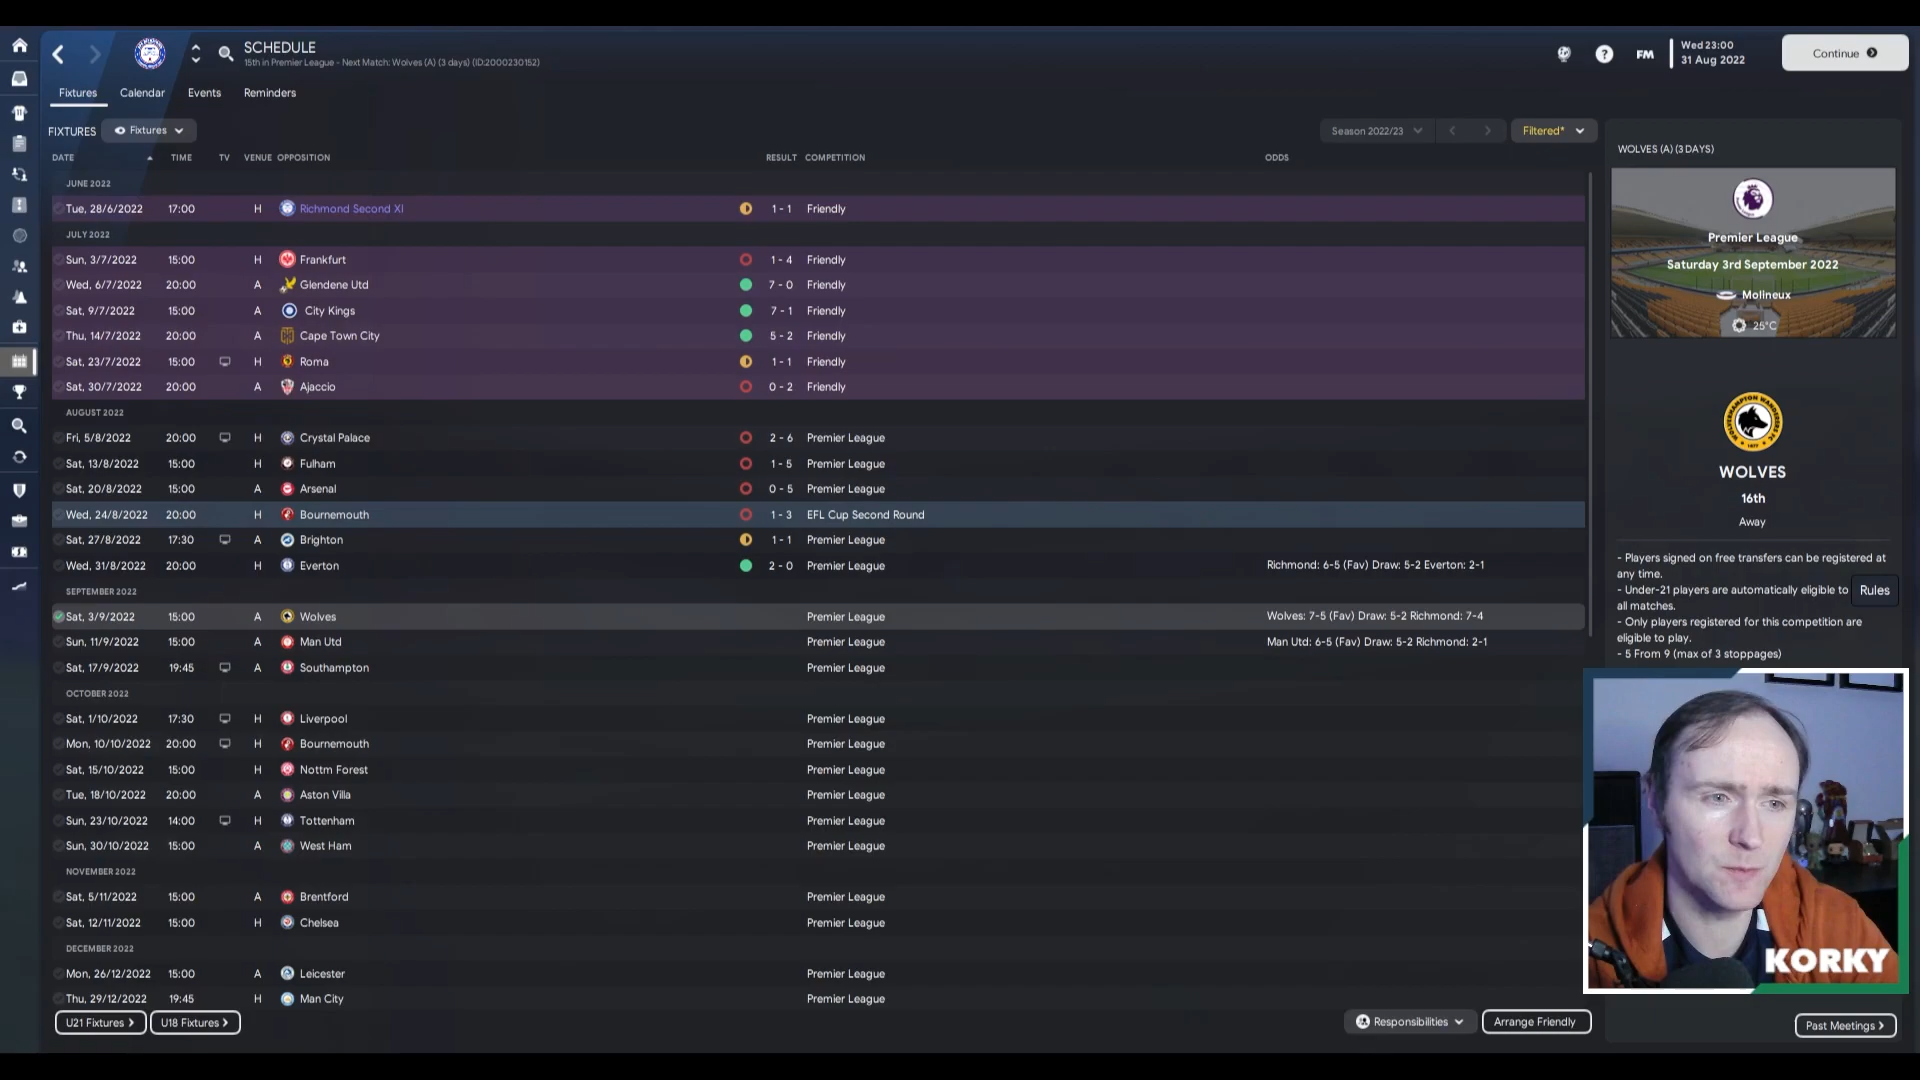 SCHEDULE
15th in Premier League - Next Match: Wolves (A) (3 days) (ID:2000230152)
FM
Wed 23:00
31 Aug 2022
Continue
Fixtures Calendar Events Reminders
FIXTURES Fixtures Season 2022/23 Filtered*
DATE TIME TV VENUE OPPOSITION RESULT COMPETITION ODDS
JUNE 2022
Tue, 28/6/2022 17:00 H Richmond Second XI 1 - 1 Friendly
JULY 2022
Sun, 3/7/2022 15:00 H Frankfurt 1 - 4 Friendly
Wed, 6/7/2022 20:00 A Glendene Utd 7 - 0 Friendly
Sat, 9/7/2022 15:00 A City Kings 7 - 1 Friendly
Thu, 14/7/2022 20:00 A Cape Town City 5 - 2 Friendly
Sat, 23/7/2022 15:00 H Roma 1 - 1 Friendly
Sat, 30/7/2022 20:00 A Ajaccio 0 - 2 Friendly
AUGUST 2022
Fri, 5/8/2022 20:00 H Crystal Palace 2 - 6 Premier League
Sat, 13/8/2022 15:00 H Fulham 1 - 5 Premier League
Sat, 20/8/2022 15:00 A Arsenal 0 - 5 Premier League
Wed, 24/8/2022 20:00 H Bournemouth 1 - 3 EFL Cup Second Round
Sat, 27/8/2022 17:30 A Brighton 1 - 1 Premier League
Wed, 31/8/2022 20:00 H Everton 2 - 0 Premier League Richmond: 6-5 (Fav) Draw: 5-2 Everton: 2-1
SEPTEMBER 2022
Sat, 3/9/2022 15:00 A Wolves Premier League Wolves: 7-5 (Fav) Draw: 5-2 Richmond: 7-4
Sun, 11/9/2022 15:00 A Man Utd Premier League Man Utd: 6-5 (Fav) Draw: 5-2 Richmond: 2-1
Sat, 17/9/2022 19:45 A Southampton Premier League
OCTOBER 2022
Sat, 1/10/2022 17:30 H Liverpool Premier League
Mon, 10/10/2022 20:00 H Bournemouth Premier League
Sat, 15/10/2022 15:00 H Nottm Forest Premier League
Tue, 18/10/2022 20:00 A Aston Villa Premier League
Sun, 23/10/2022 14:00 H Tottenham Premier League
Sun, 30/10/2022 15:00 A West Ham Premier League
NOVEMBER 2022
Sat, 5/11/2022 15:00 A Brentford Premier League
Sat, 12/11/2022 15:00 H Chelsea Premier League
DECEMBER 2022
Mon, 26/12/2022 15:00 A Leicester Premier League
Thu, 29/12/2022 19:45 H Man City Premier League
U21 Fixtures U18 Fixtures Responsibilities Arrange Friendly
WOLVES (A) (3 DAYS)
Premier League
Saturday 3rd September 2022
Molineux
25°C
WOLVERHAMPTON WANDERERS FC
WOLVES
16th
Away
- Players signed on free transfers can be registered at
any time.
- Under-21 players are automatically eligible to
all matches.
Rules
- Only players registered for this competition are
eligible to play.
- 5 From 9 (max of 3 stoppages)
KORKY
Past Meetings